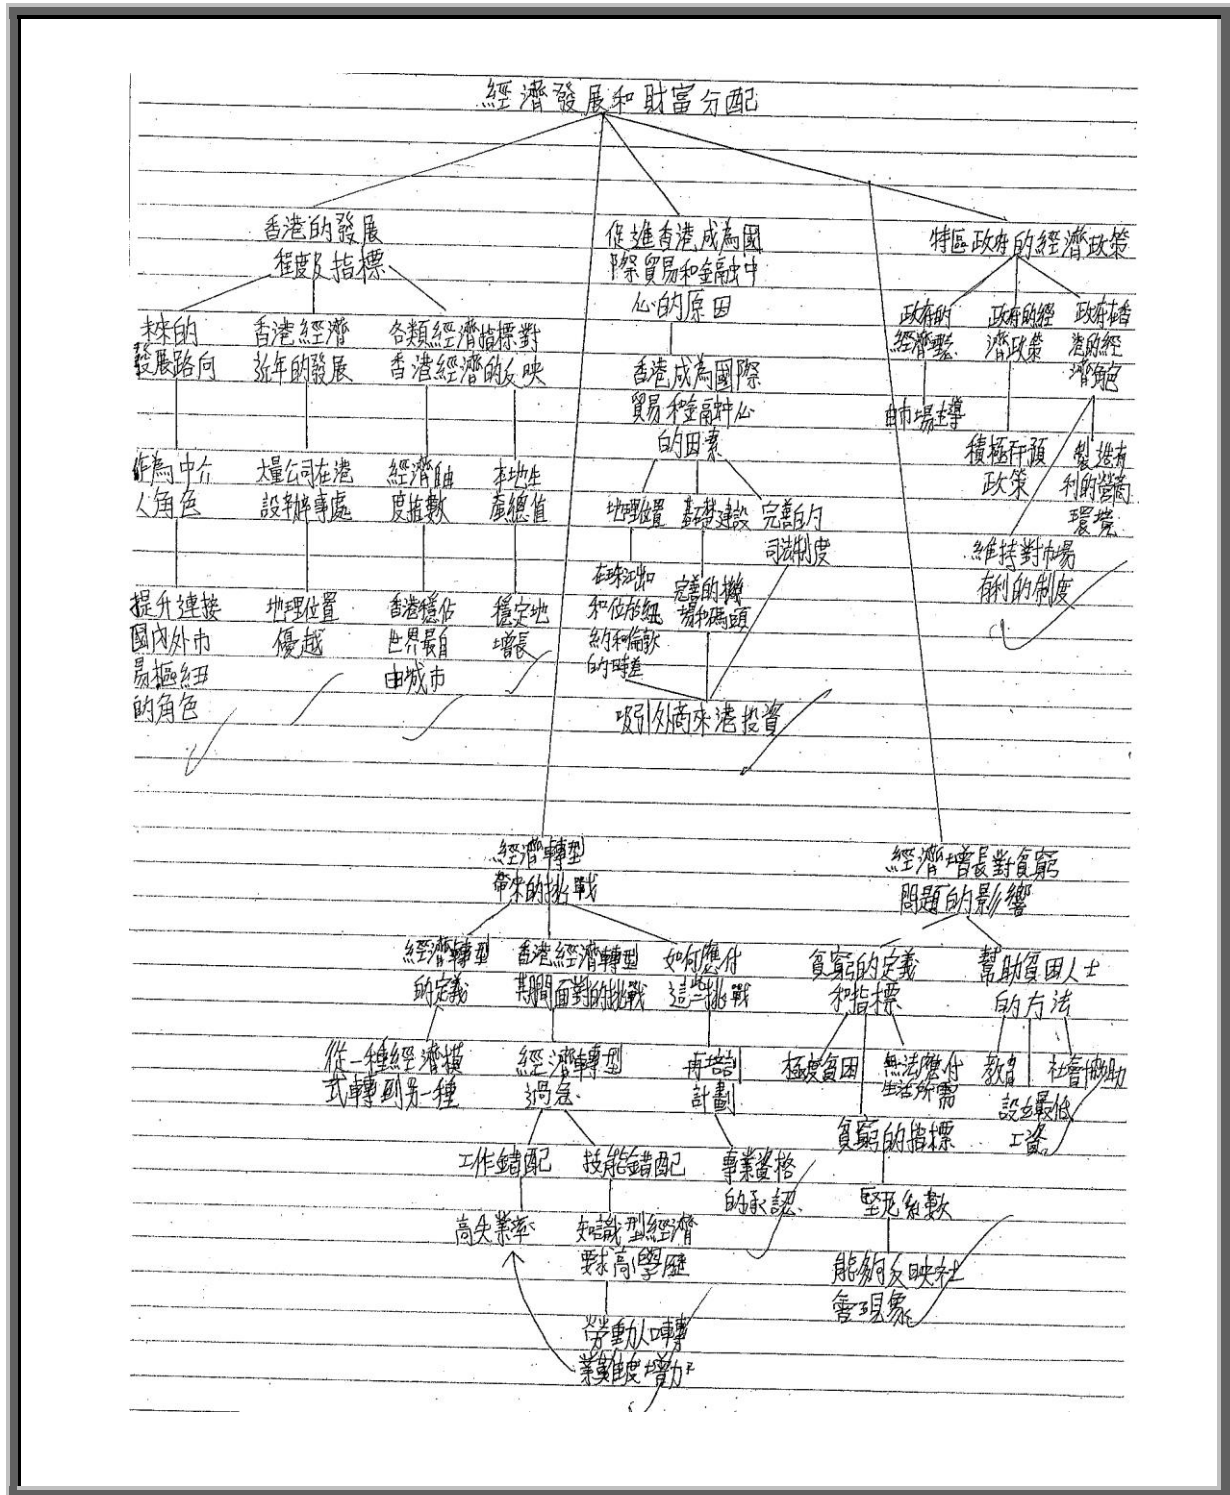 經濟發展和財富分配
香港的發展
程度及指標
未來的
發展路向
香港經濟
近年的發展
各類經濟指標對
香港經濟的反映
作為中介
人角色
大量公司在港
設辦事處
經濟自由
度指數
本地生
產總值
提升連接
國內外市
易樞紐
的角色
地理位置
優越
香港穩佔
世界最自
由城市
穩定地
增長
促進香港成為國
際貿易和金融中
心的原因
香港成為國際
貿易和金融中心
的因素
地理位置
基礎建設
完善的
司法制度
在珠江口
和位於紐
約和倫敦
的時差
完善的機
場和碼頭
吸引外商來港投資
特區政府的經濟政策
政府的
經濟理念
政府的經
濟政策
政府在香
港的經
濟角色
由市場主導
積極干預
政策
製造有
利的營商
環境
維持對市場
有利的制度
經濟轉型
帶來的挑戰
經濟轉型
的定義
香港經濟轉型
期間面對的挑戰
如何應付
這些挑戰
從一種經濟模
式轉到另一種
經濟轉型
過急
再培訓
計劃
工作錯配
技能錯配
專業資格
的承認
高失業率
知識型經濟
要求高學歷
勞動人口轉
業難度增加
經濟增長對貧窮
問題的影響
貧窮的定義
和指標
幫助貧困人士
的方法
極度貧困
無法應付
生活所需
教育
社會保助
設立最低
工資
貧窮的指標
堅尼系數
能夠反映社
會現象